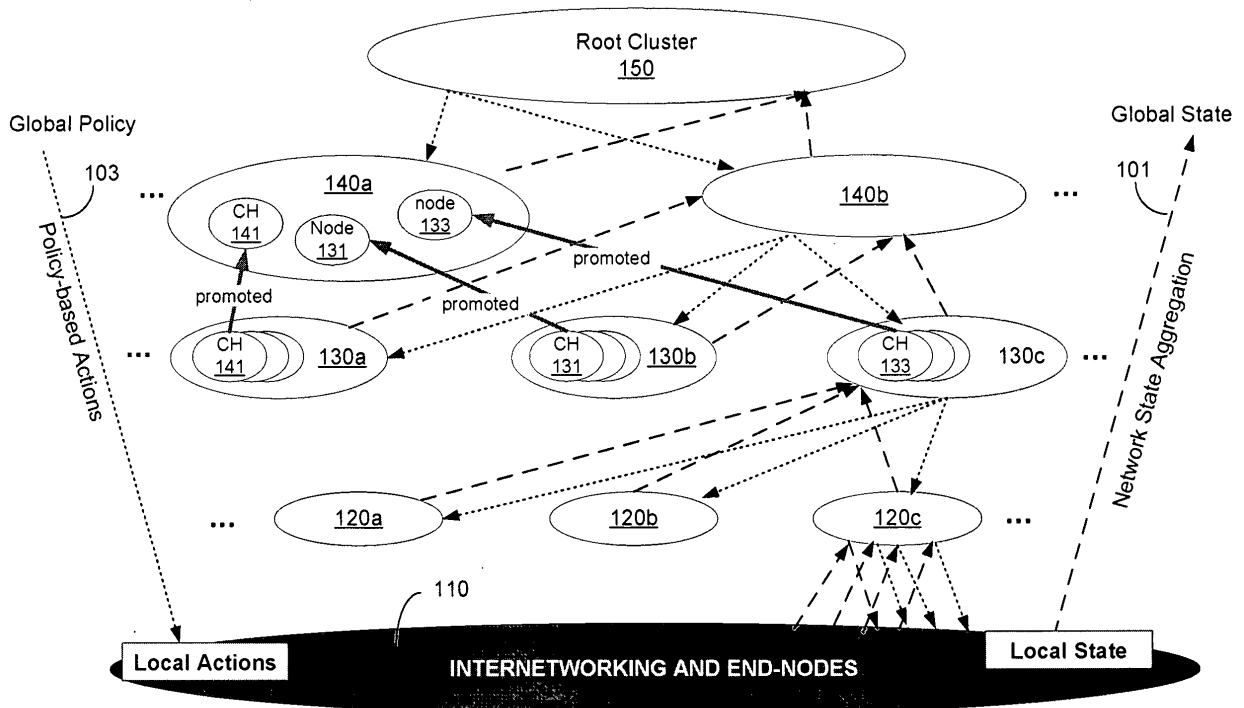 Root Cluster
150
Global Policy
Global State
103
101
...
140a
CH
141
Node
131
node
133
140b
...
promoted
promoted
promoted
Policy-based Actions
Network State Aggregation
...
CH
141
130a
CH
131
130b
CH
133
130c
...
...
120a
120b
120c
...
110
Local Actions
INTERNETWORKING AND END-NODES
Local State